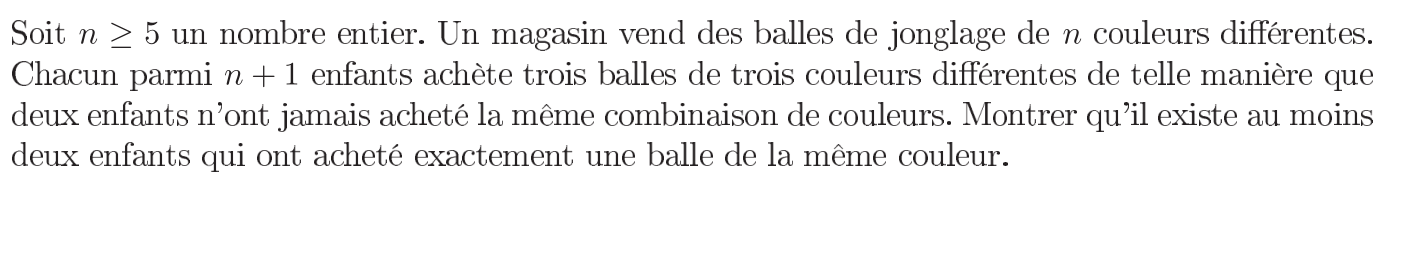 Soit n ≥ 5 un nombre entier. Un magasin vend des balles de jonglage de n couleurs différentes.
Chacun parmi n + 1 enfants achète trois balles de trois couleurs différentes de telle manière que
deux enfants n'ont jamais acheté la même combinaison de couleurs. Montrer qu'il existe au moins
deux enfants qui ont acheté exactement une balle de la même couleur.